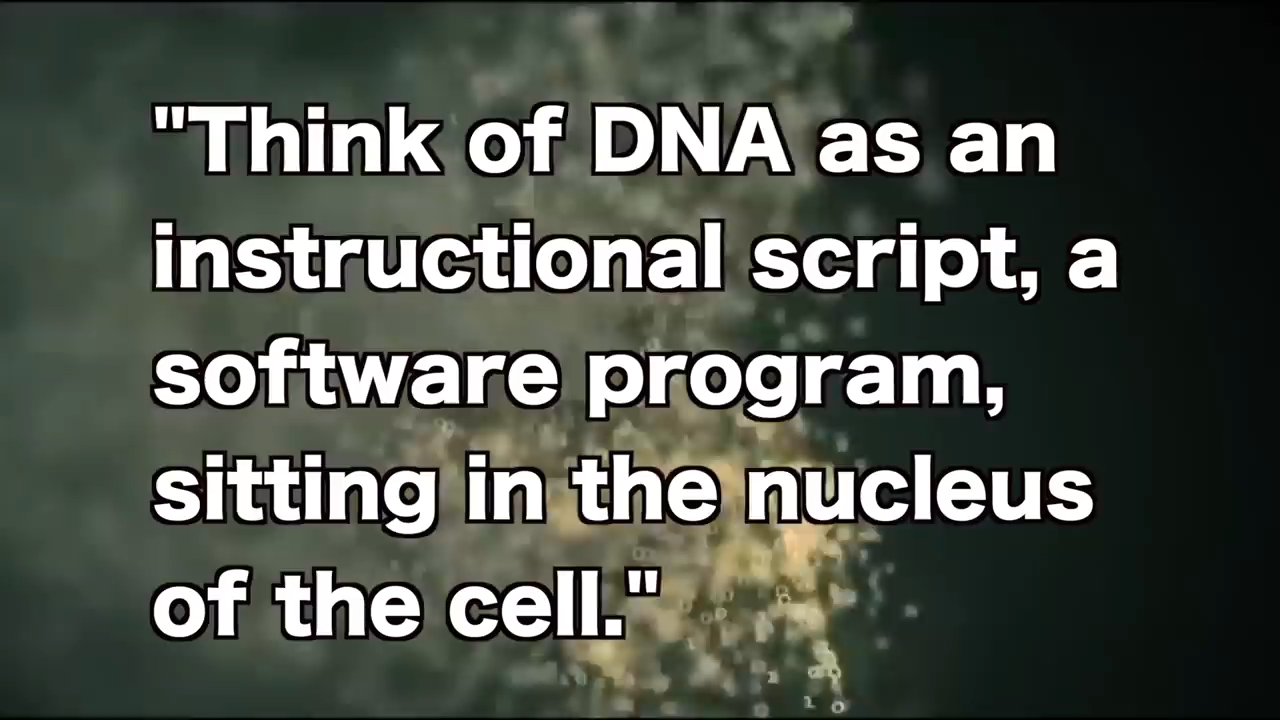 "Think of DNA as an
instructional script, a
software program,
sitting in the nucleus
of the cell."